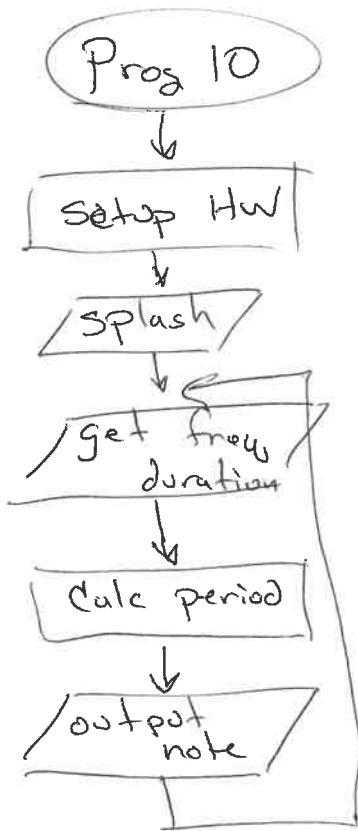 Prog 10
Setup HW
Splash
get freq
duration
Calc period
output
note